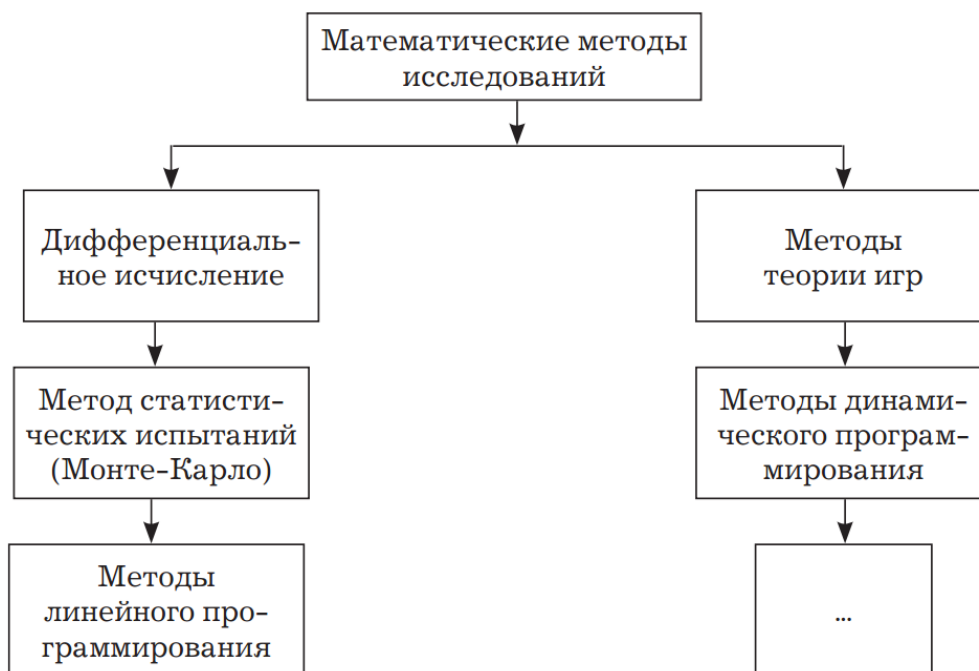 Математические методы
исследований
Дифференциаль-
ное исчисление
Методы
теории игр
Метод статисти-
ческих испытаний
(Монте-Карло)
Методы динами-
ческого програм-
мирования
Методы
линейного про-
граммирования
...